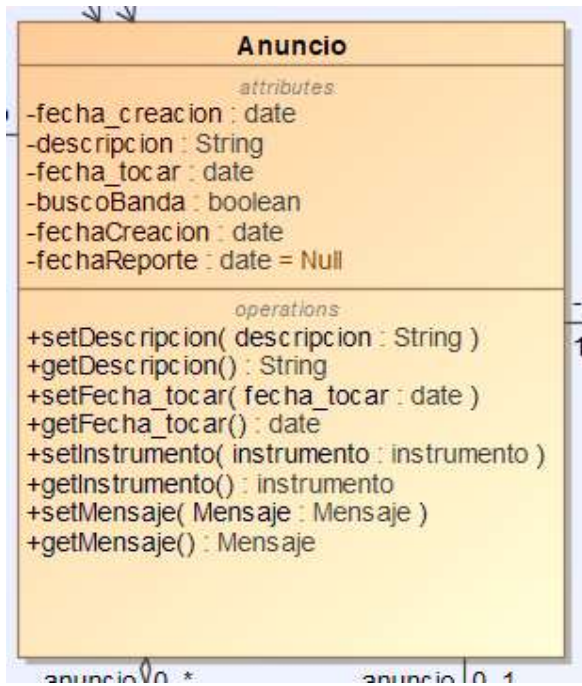 Anuncio
attributes
-fecha_creacion : date
-descripcion : String
-fecha_tocar : date
-buscoBanda : boolean
-fechaCreacion : date
-fechaReporte : date = Null
operations
+setDescripcion( descripcion : String )
+getDescripcion() : String
+setFecha_tocar( fecha_tocar : date )
+getFecha_tocar() : date
+setInstrumento( instrumento : instrumento )
+getInstrumento() : instrumento
+setMensaje( Mensaje : Mensaje )
+getMensaje() : Mensaje
-
1
anuncio 0..* anuncio 0..1